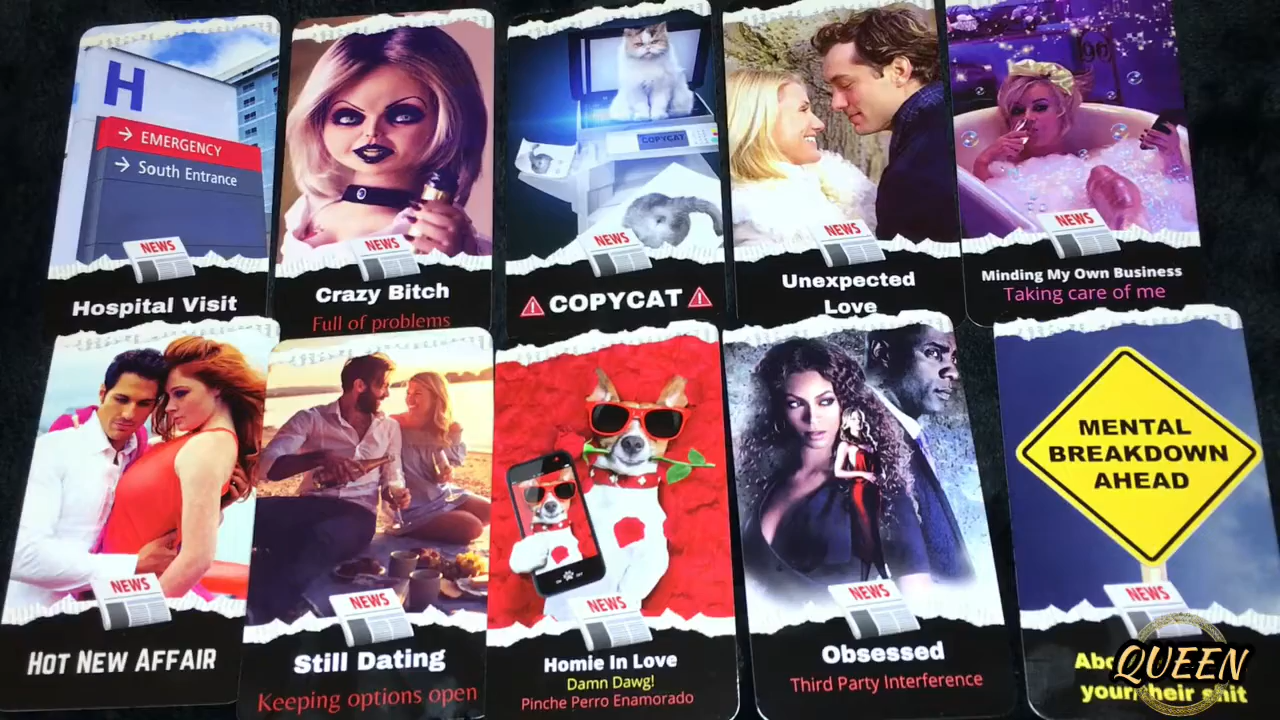 H
→ EMERGENCY
→ South Entrance
NEWS
Hospital Visit
NEWS
Crazy Bitch
Full of problems
COPYCAT
NEWS
COPYCAT
NEWS
Unexpected
Love
96
NEWS
Minding My Own Business
Taking care of me
NEWS
HOT NEW AFFAIR
NEWS
Still Dating
Keeping options open
NEWS
Homie In Love
Damn Dawg!
Pinche Perro Enamorado
NEWS
Obsessed
Third Party Interference
MENTAL
BREAKDOWN
AHEAD
NEWS
QUEEN